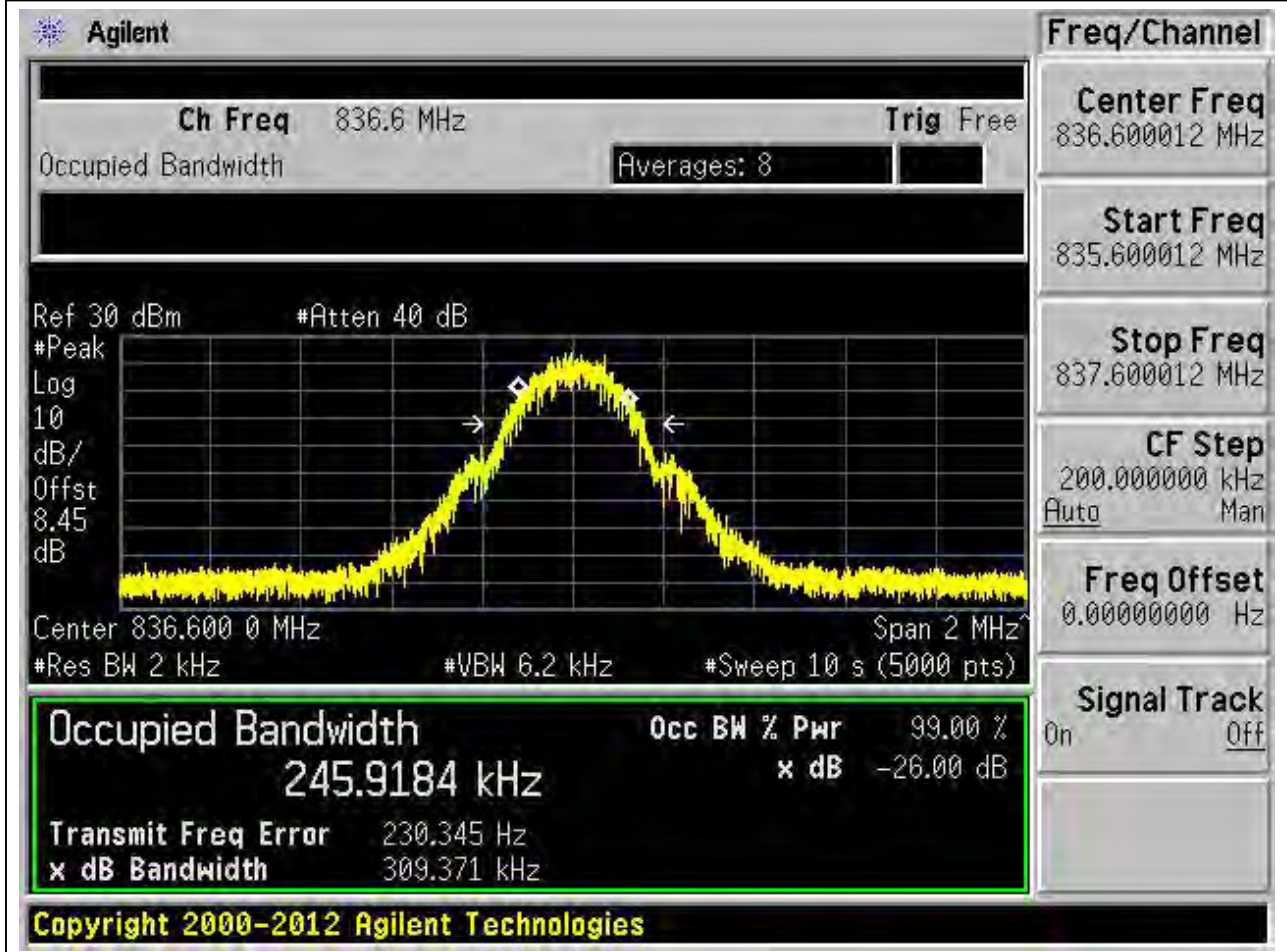 Agilent
Freq/Channel
Ch Freq 836.6 MHz Trig Free
Occupied Bandwidth
Averages: 8
Center Freq
836.600012 MHz
Start Freq
835.600012 MHz
Stop Freq
837.600012 MHz
CF Step
200.000000 kHz
Auto Man
Freq Offset
0.00000000 Hz
Signal Track
On Off
Ref 30 dBm #Atten 40 dB
#Peak
Log
10
dB/
Offst
8.45
dB
Center 836.600 0 MHz Span 2 MHz^
#Res BW 2 kHz #VBW 6.2 kHz #Sweep 10 s (5000 pts)
Occupied Bandwidth
245.9184 kHz
Occ BW % Pwr 99.00 %
x dB -26.00 dB
Transmit Freq Error 230.345 Hz
x dB Bandwidth 309.371 kHz
Copyright 2000-2012 Agilent Technologies